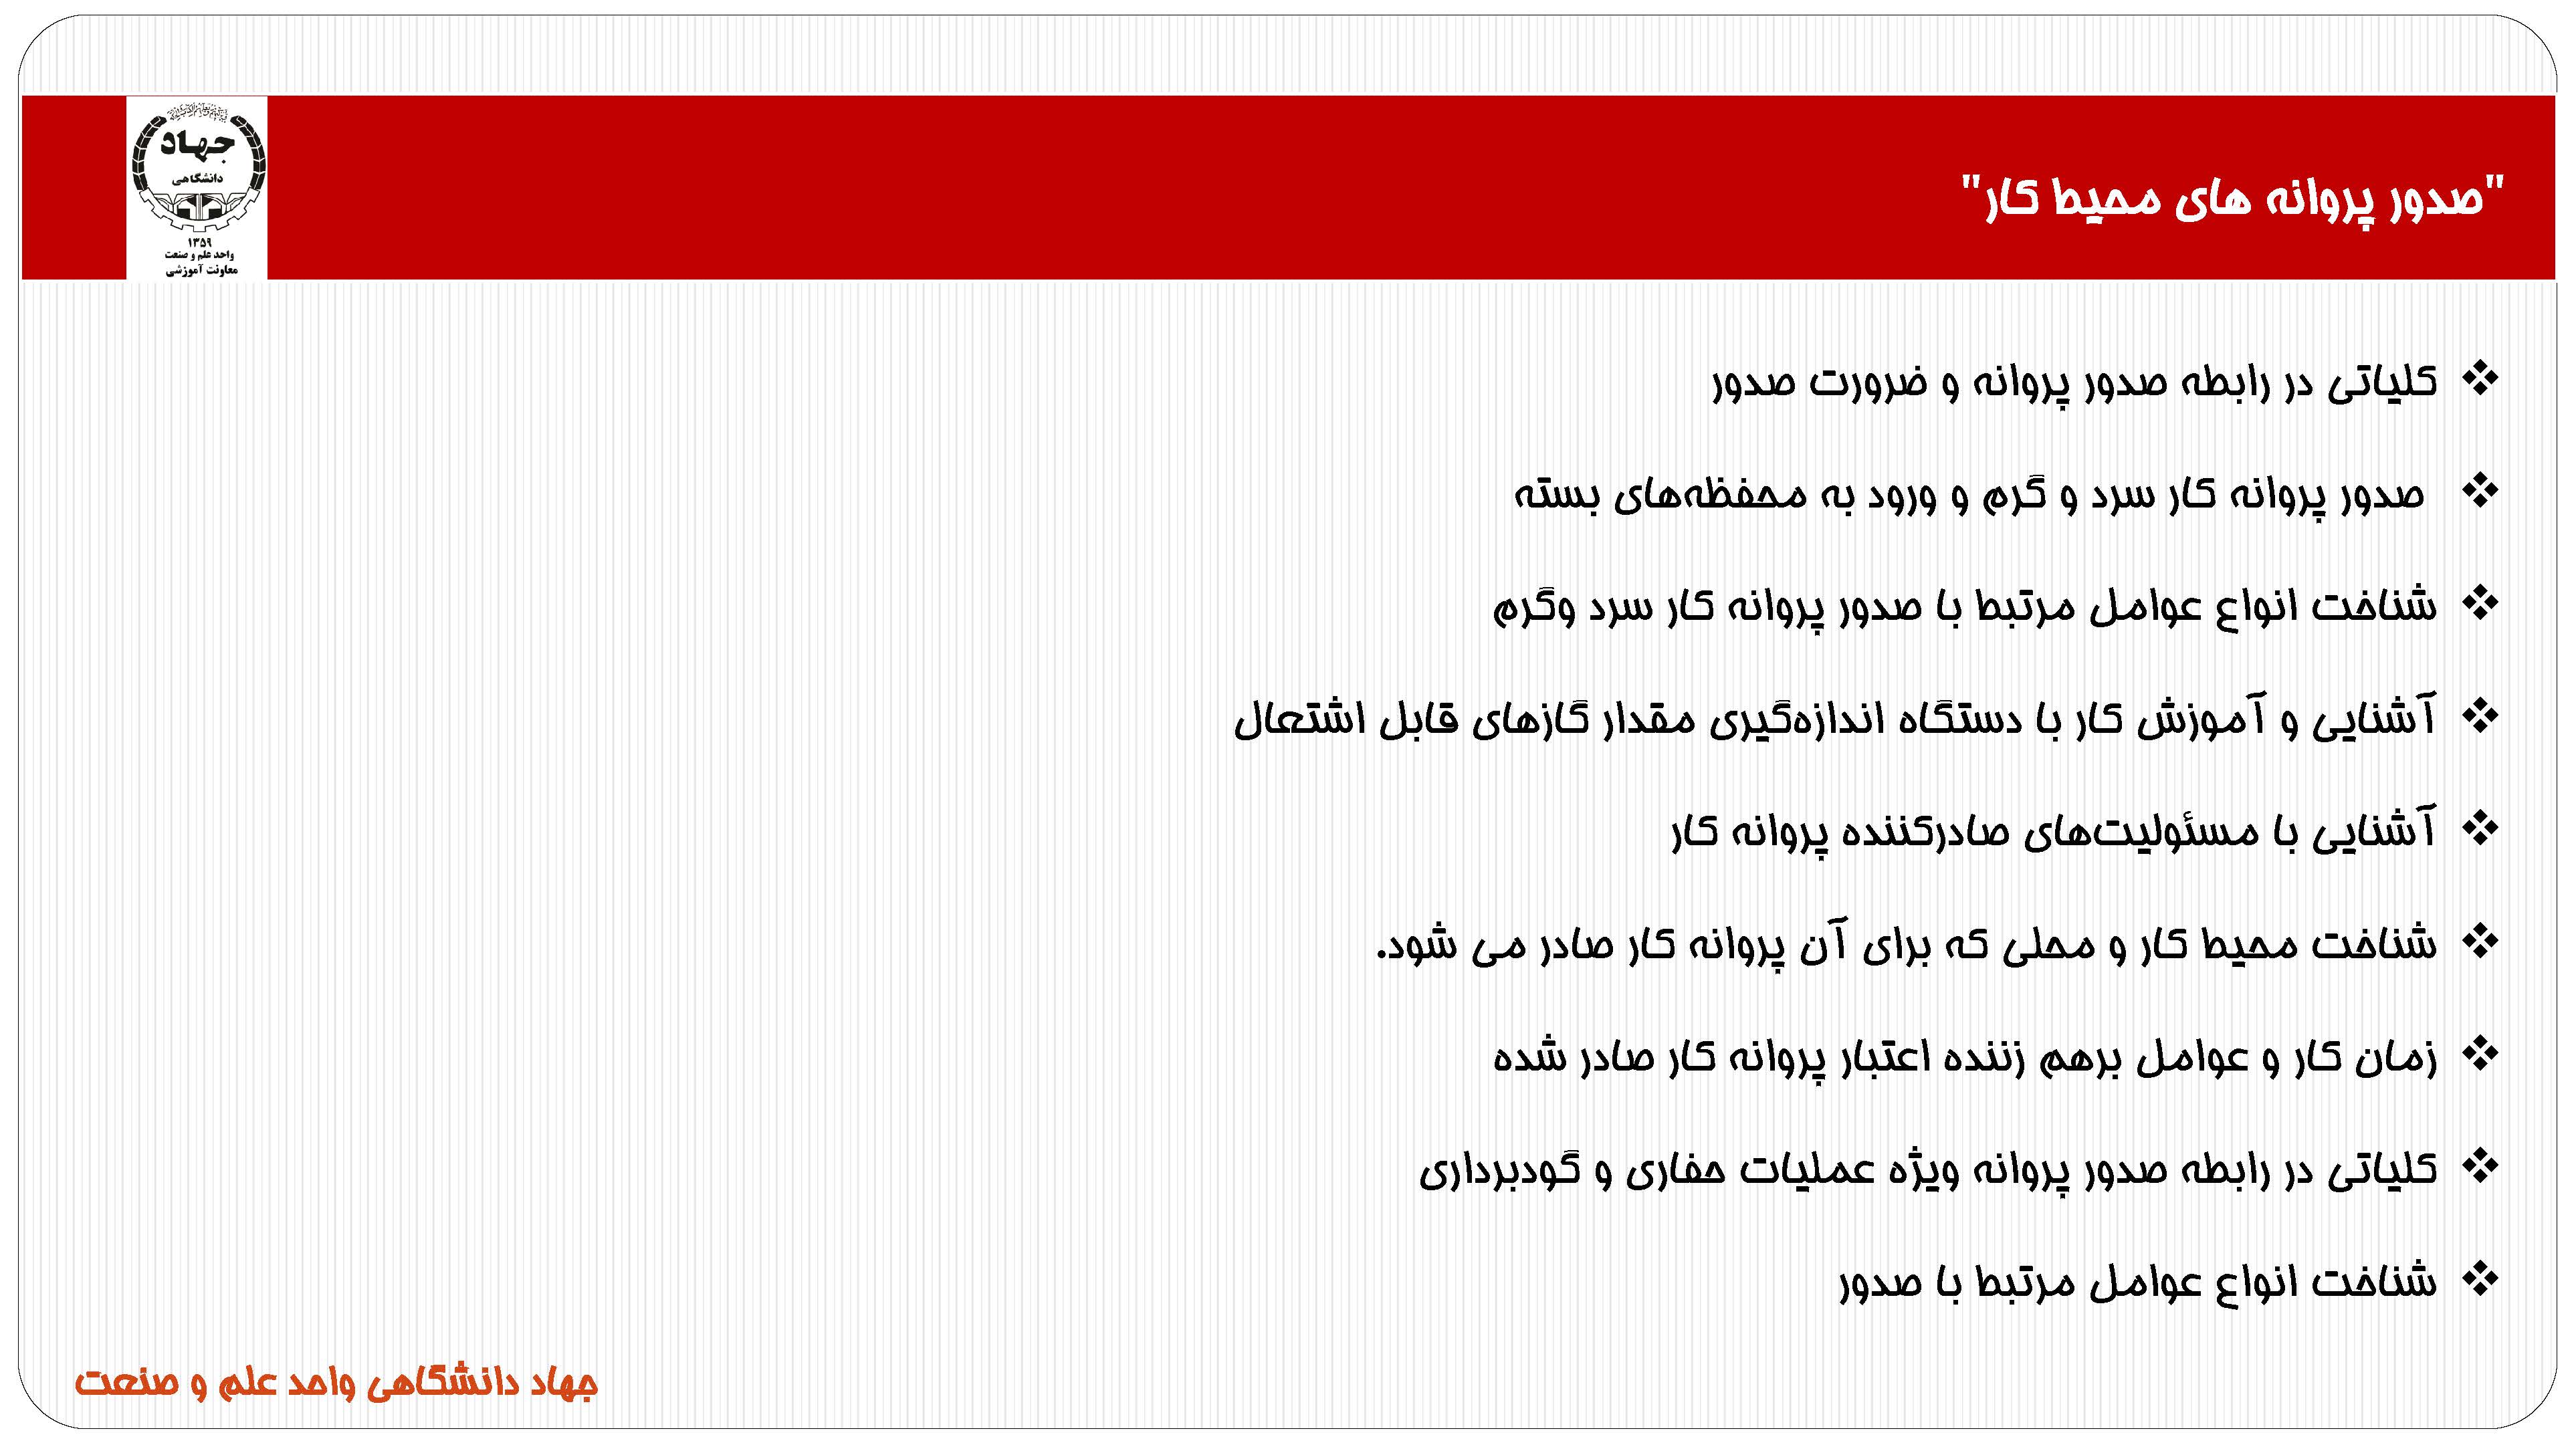 جهاد
دانشگاهی
۱۳۵۹
واحد علم و صنعت
معاونت آموزشی
"صدور پروانه های محیط کار"
❖ کلیاتی در رابطه صدور پروانه و ضرورت صدور
❖ صدور پروانه کار سرد و گرم و ورود به محفظه‌های بسته
❖ شناخت انواع عوامل مرتبط با صدور پروانه کار سرد وگرم
❖ آشنایی و آموزش کار با دستگاه اندازه‌گیری مقدار گازهای قابل اشتعال
❖ آشنایی با مسئولیت‌های صادرکننده پروانه کار
❖ شناخت محیط کار و محلی که برای آن پروانه کار صادر می شود.
❖ زمان کار و عوامل برهم زننده اعتبار پروانه کار صادر شده
❖ کلیاتی در رابطه صدور پروانه ویژه عملیات حفاری و گودبرداری
❖ شناخت انواع عوامل مرتبط با صدور
جهاد دانشگاهی واحد علم و صنعت